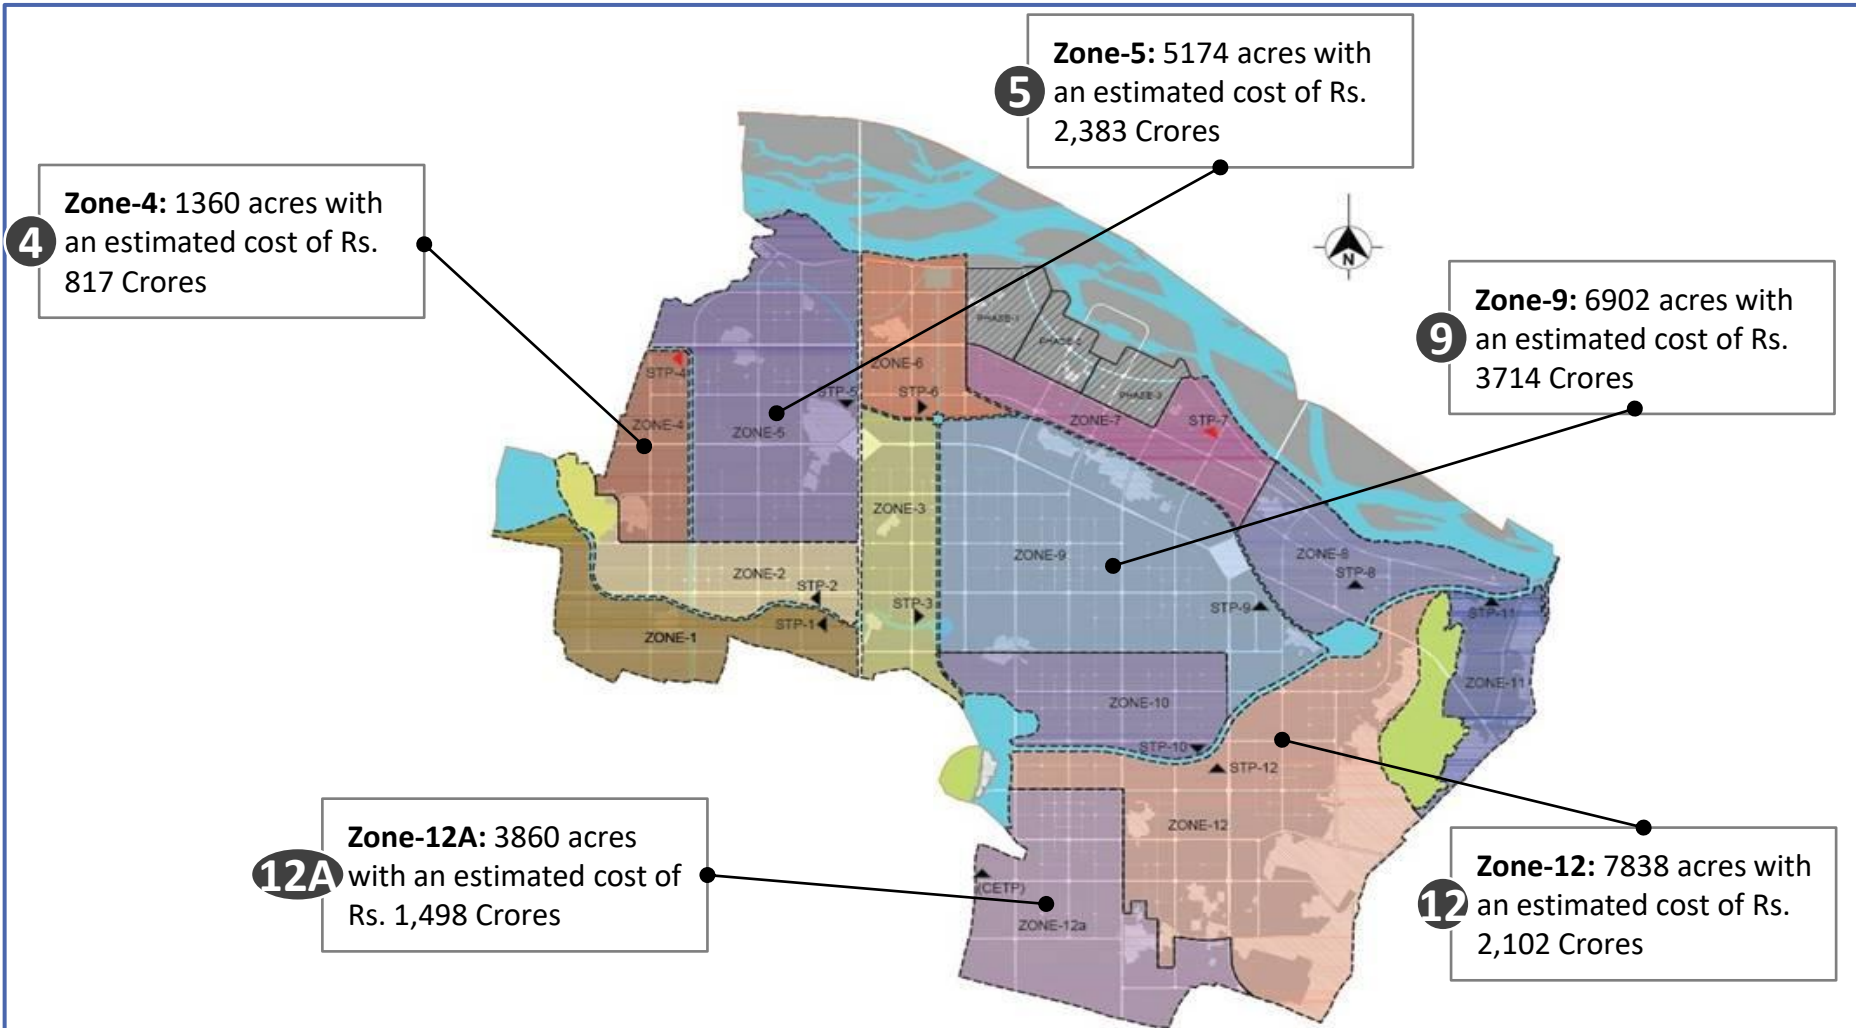 Zone-5: 5174 acres with
an estimated cost of Rs.
2,383 Crores
5
Zone-4: 1360 acres with
an estimated cost of Rs.
817 Crores
4
N
Zone-9: 6902 acres with
an estimated cost of Rs.
3714 Crores
9
PHASE-1
PHASE-2
PHASE-3
ZONE-6
STP-4
STP-5
STP-6
ZONE-4
ZONE-5
ZONE-7
STP-7
ZONE-3
ZONE-9
ZONE-8
STP-8
ZONE-2
STP-2
STP-3
STP-9
STP-11
STP-1
ZONE-1
ZONE-10
ZONE-11
STP-10
STP-12
ZONE-12
(CETP)
ZONE-12a
Zone-12A: 3860 acres
with an estimated cost of
Rs. 1,498 Crores
12A
Zone-12: 7838 acres with
an estimated cost of Rs.
2,102 Crores
12